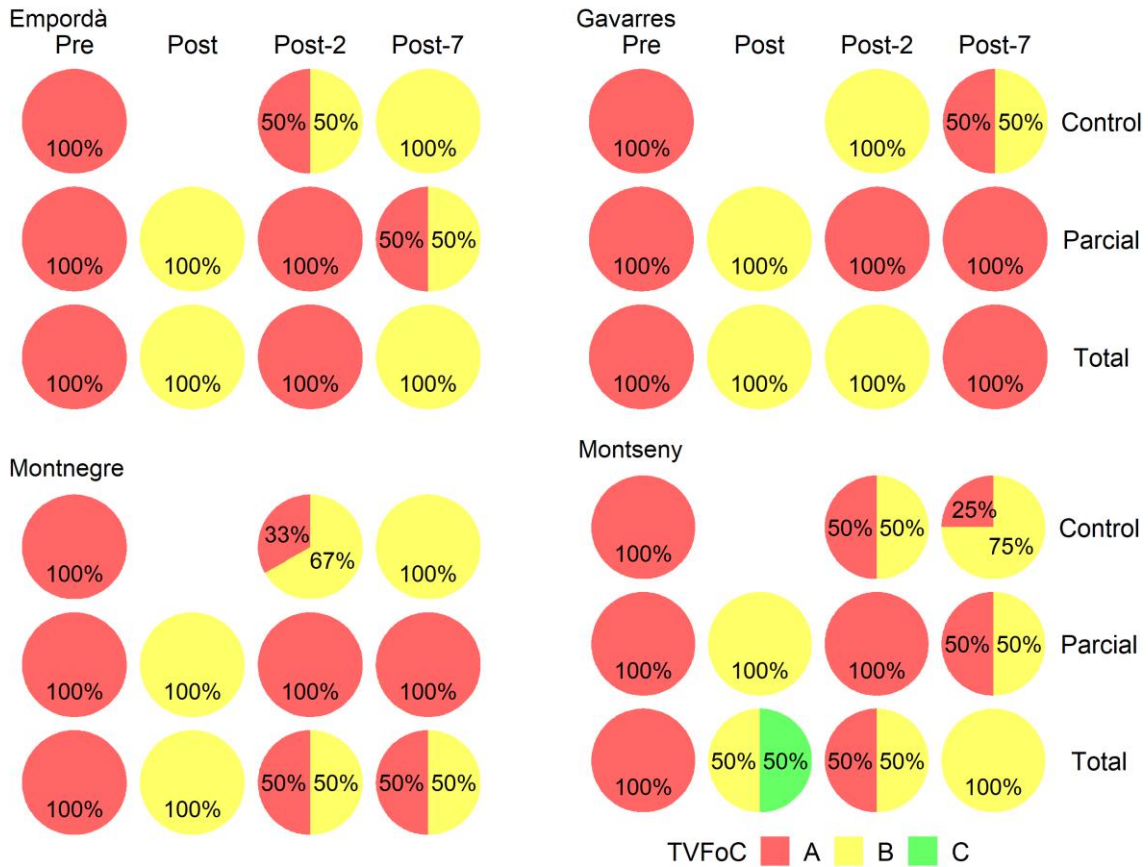 Empordà
Pre Post Post-2 Post-7
100% 50% 50% 100%
100% 100% 100% 50% 50%
100% 100% 100% 100%
Gavarres
Pre Post Post-2 Post-7
100% 100% 50% 50% Control
100% 100% 100% 100% Parcial
100% 100% 100% 100% Total
Montnegre
100% 33% 67% 100%
100% 100% 100% 100%
100% 100% 50% 50% 50% 50%
Montseny
100% 50% 50% 25% 75% Control
100% 100% 100% 50% 50% Parcial
100% 50% 50% 50% 50% 100% Total
TVFoC A B C